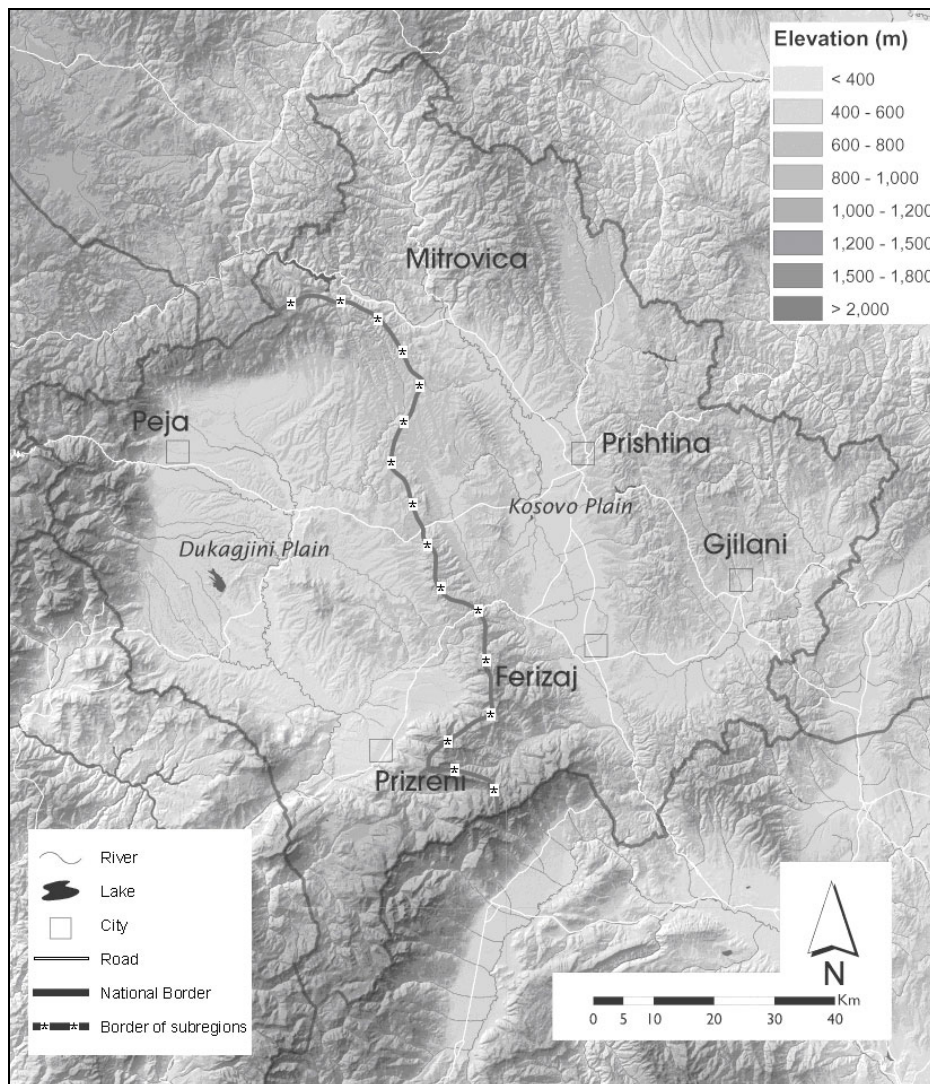 Elevation (m)
< 400
400 - 600
600 - 800
800 - 1,000
1,000 - 1,200
1,200 - 1,500
1,500 - 1,800
> 2,000
Mitrovica
Peja
Prishtina
Kosovo Plain
Dukagjini Plain
Gjilani
Ferizaj
Prizreni
River
Lake
City
Road
National Border
Border of subregions
N
Km
0 5 10 20 30 40